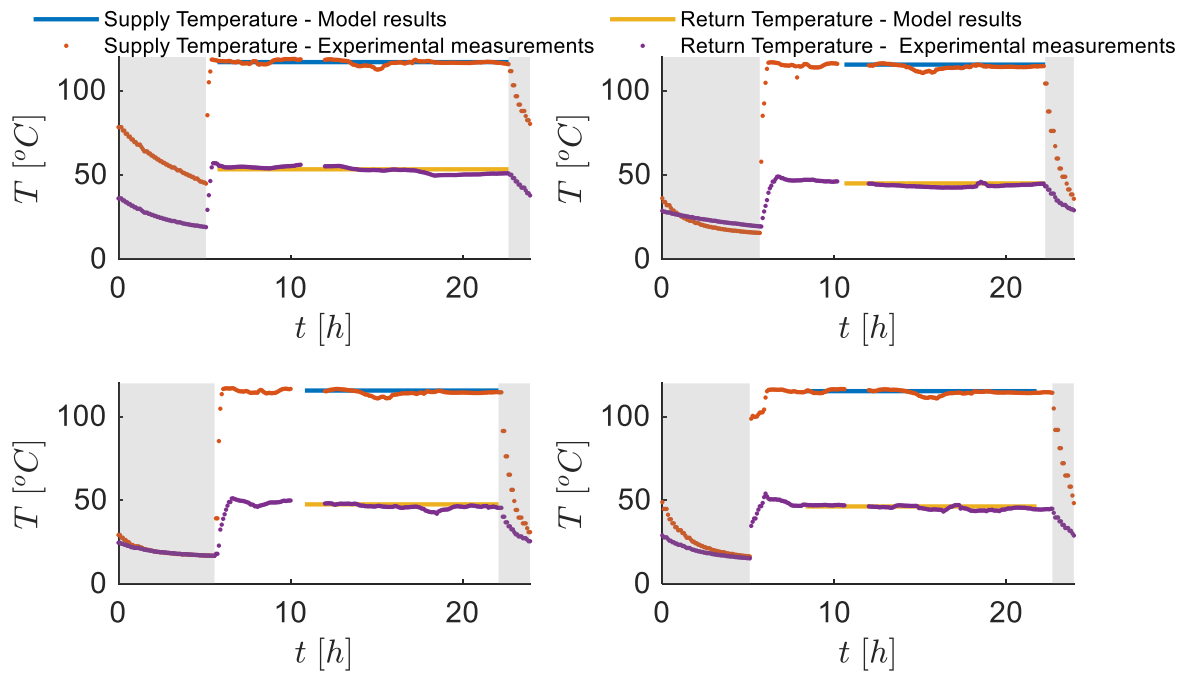 Supply Temperature - Model results
Return Temperature - Model results
Supply Temperature - Experimental measurements
Return Temperature - Experimental measurements
100
50
0
T [°C]
0 10 20
t [h]
100
50
0
T [°C]
0 10 20
t [h]
100
50
0
T [°C]
0 10 20
t [h]
100
50
0
T [°C]
0 10 20
t [h]